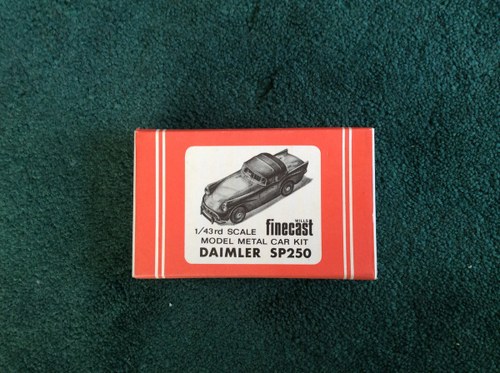 WILLS
finecast
1/43rd SCALE
MODEL METAL CAR KIT
DAIMLER SP250